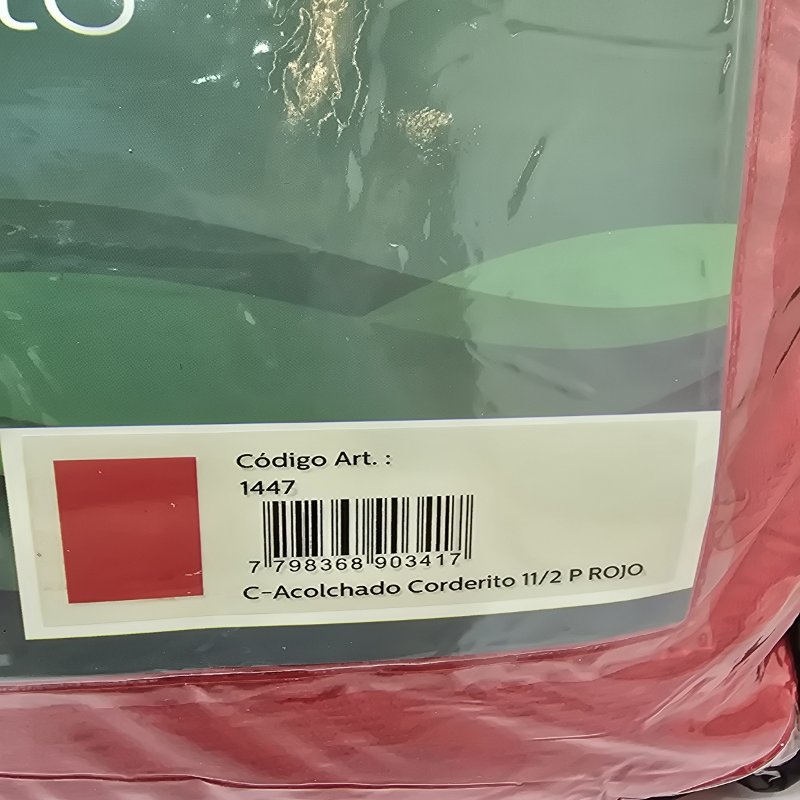 Código Art. :
1447
7 798368 903417
C-Acolchado Corderito 11/2 P ROJO